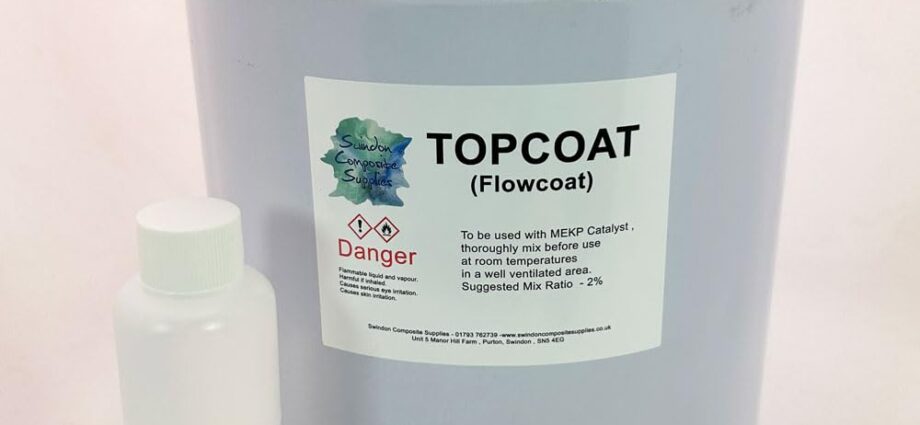 Swindon
Composite
Supplies
TOPCOAT
(Flowcoat)
Danger
Flammable liquid and vapour.
Harmful if inhaled.
Causes serious eye irritation.
Causes skin irritation.
To be used with MEKP Catalyst ,
thoroughly mix before use
at room temperatures
in a well ventilated area.
Suggested Mix Ratio - 2%
Swindon Composite Supplies - 01793 762739 -www.swindoncompositesupplies.co.uk
Unit 5 Manor Hill Farm , Purton, Swindon , SN5 4EG